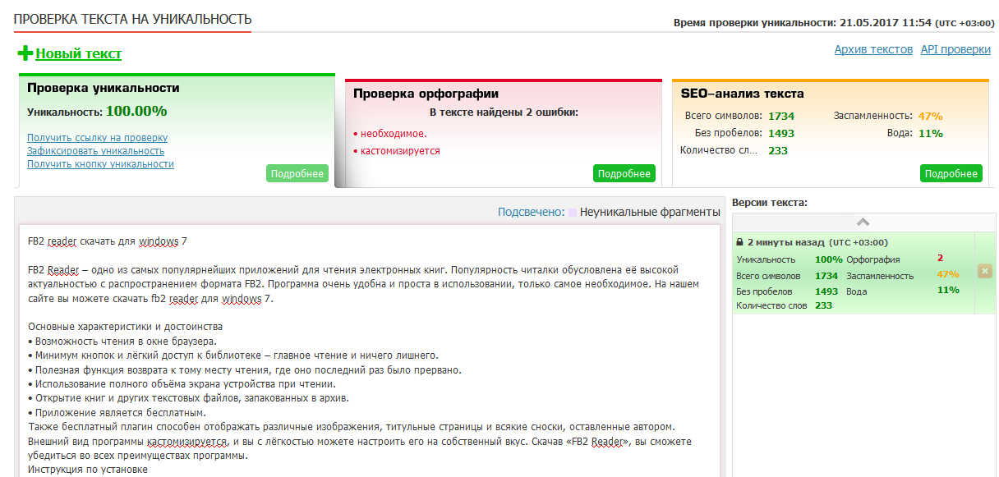 ПРОВЕРКА ТЕКСТА НА УНИКАЛЬНОСТЬ
Время проверки уникальности: 21.05.2017 11:54 (UTC +03:00)
Новый текст
Архив текстов API проверки
Проверка уникальности
Уникальность: 100.00%
Получить ссылку на проверку
Зафиксировать уникальность
Получить кнопку уникальности
Подробнее
Проверка орфографии
В тексте найдены 2 ошибки:
• необходимое.
• кастомизируется
Подробнее
SEO-анализ текста
Всего символов: 1734 Заспамленность: 47%
Без пробелов: 1493 Вода: 11%
Количество сл... 233
Подробнее
Подсвечено: Неуникальные фрагменты
FB2 reader скачать для windows 7
FB2 Reader – одно из самых популярнейших приложений для чтения электронных книг. Популярность читалки обусловлена её высокой
актуальностью с распространением формата FB2. Программа очень удобна и проста в использовании, только самое необходимое. На нашем
сайте вы можете скачать fb2 reader для windows 7.
Основные характеристики и достоинства
• Возможность чтения в окне браузера.
• Минимум кнопок и лёгкий доступ к библиотеке – главное чтение и ничего лишнего.
• Полезная функция возврата к тому месту чтения, где оно последний раз было прервано.
• Использование полного объёма экрана устройства при чтении.
• Открытие книг и других текстовых файлов, запакованных в архив.
• Приложение является бесплатным.
Также бесплатный плагин способен отображать различные изображения, титульные страницы и всякие сноски, оставленные автором.
Внешний вид программы кастомизируется, и вы с лёгкостью можете настроить его на собственный вкус. Скачав «FB2 Reader», вы сможете
убедиться во всех преимуществах программы.
Инструкция по установке
Версии текста:
2 минуты назад (UTC +03:00)
Уникальность 100% Орфография 2
Всего символов 1734 Заспамленность 47%
Без пробелов 1493 Вода 11%
Количество слов 233